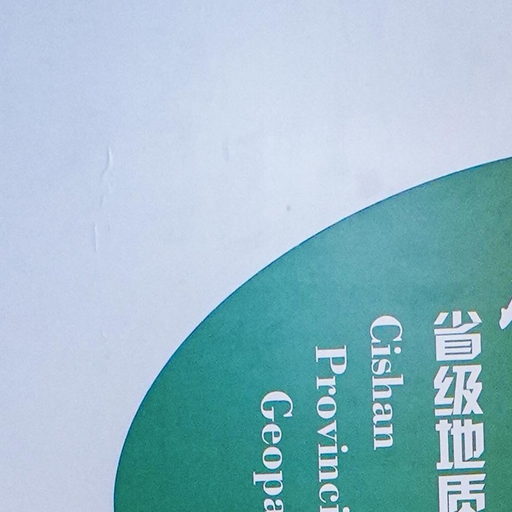 省级地质
Cishan
Provinci
Geopa